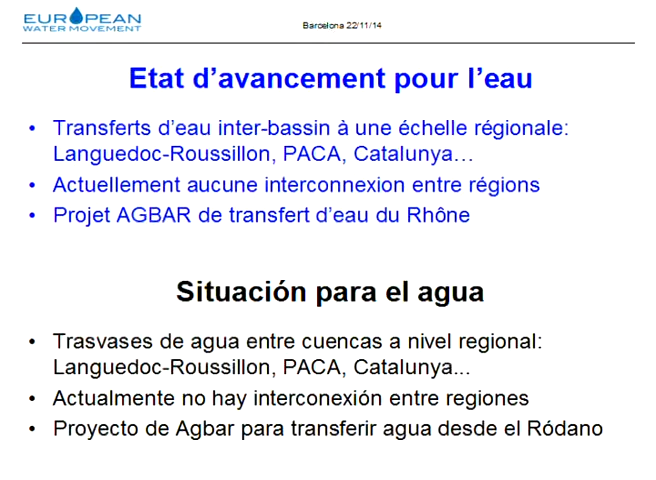 EUROPEAN
WATER MOVEMENT
Barcelona 22/11/14
Etat d’avancement pour l’eau
• Transferts d’eau inter-bassin à une échelle régionale:
Languedoc-Roussillon, PACA, Catalunya…
• Actuellement aucune interconnexion entre régions
• Projet AGBAR de transfert d’eau du Rhône
Situación para el agua
• Trasvases de agua entre cuencas a nivel regional:
Languedoc-Roussillon, PACA, Catalunya...
• Actualmente no hay interconexión entre regiones
• Proyecto de Agbar para transferir agua desde el Ródano